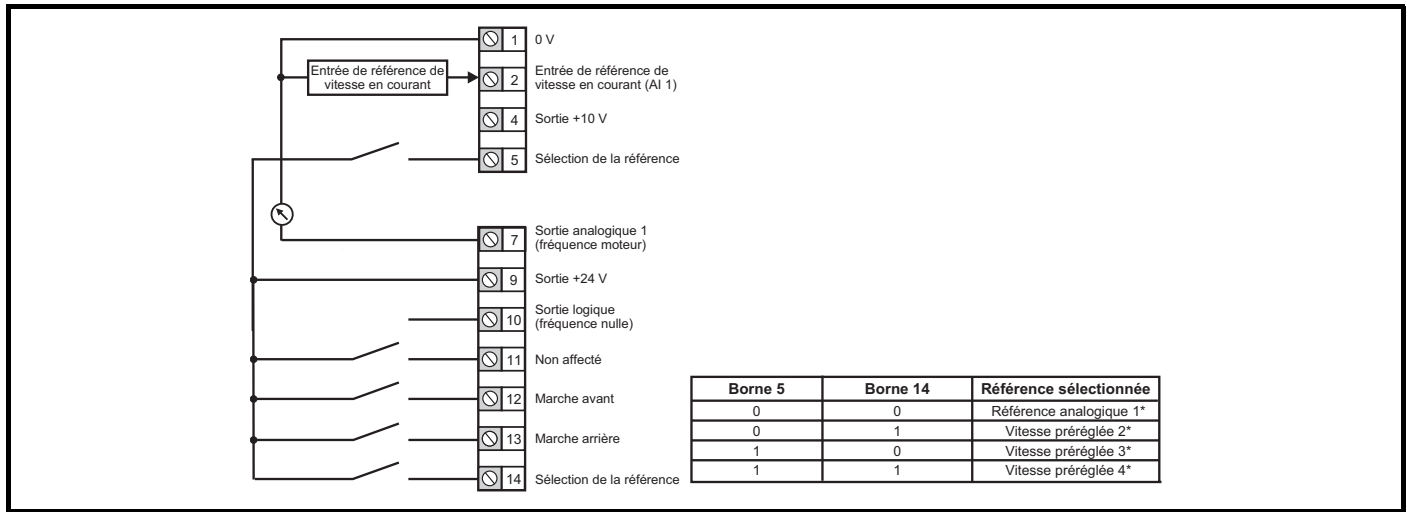 1 0 V
Entrée de référence de
vitesse en courant
2 Entrée de référence de
vitesse en courant (AI 1)
4 Sortie +10 V
5 Sélection de la référence
7 Sortie analogique 1
(fréquence moteur)
9 Sortie +24 V
10 Sortie logique
(fréquence nulle)
11 Non affecté
12 Marche avant
13 Marche arrière
14 Sélection de la référence
Borne 5 Borne 14 Référence sélectionnée
0 0 Référence analogique 1*
0 1 Vitesse préréglée 2*
1 0 Vitesse préréglée 3*
1 1 Vitesse préréglée 4*